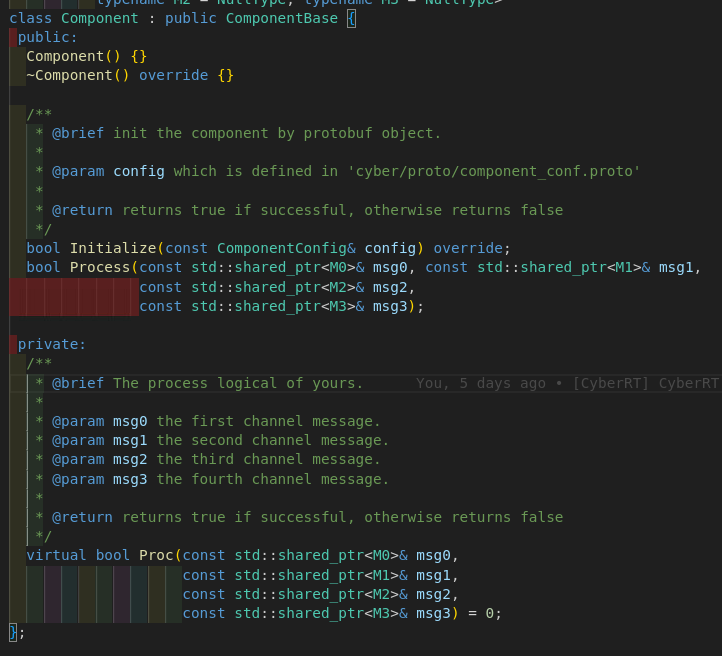 typename M2 = NullType, typename M3 = NullType>
class Component : public ComponentBase {
 public:
  Component() {}
  ~Component() override {}

  /**
   * @brief init the component by protobuf object.
   *
   * @param config which is defined in 'cyber/proto/component_conf.proto'
   *
   * @return returns true if successful, otherwise returns false
   */
  bool Initialize(const ComponentConfig& config) override;
  bool Process(const std::shared_ptr<M0>& msg0, const std::shared_ptr<M1>& msg1,
               const std::shared_ptr<M2>& msg2,
               const std::shared_ptr<M3>& msg3);

 private:
  /**
   * @brief The process logical of yours.      You, 5 days ago • [CyberRT] CyberRT
   *
   * @param msg0 the first channel message.
   * @param msg1 the second channel message.
   * @param msg2 the third channel message.
   * @param msg3 the fourth channel message.
   *
   * @return returns true if successful, otherwise returns false
   */
  virtual bool Proc(const std::shared_ptr<M0>& msg0,
                    const std::shared_ptr<M1>& msg1,
                    const std::shared_ptr<M2>& msg2,
                    const std::shared_ptr<M3>& msg3) = 0;
};